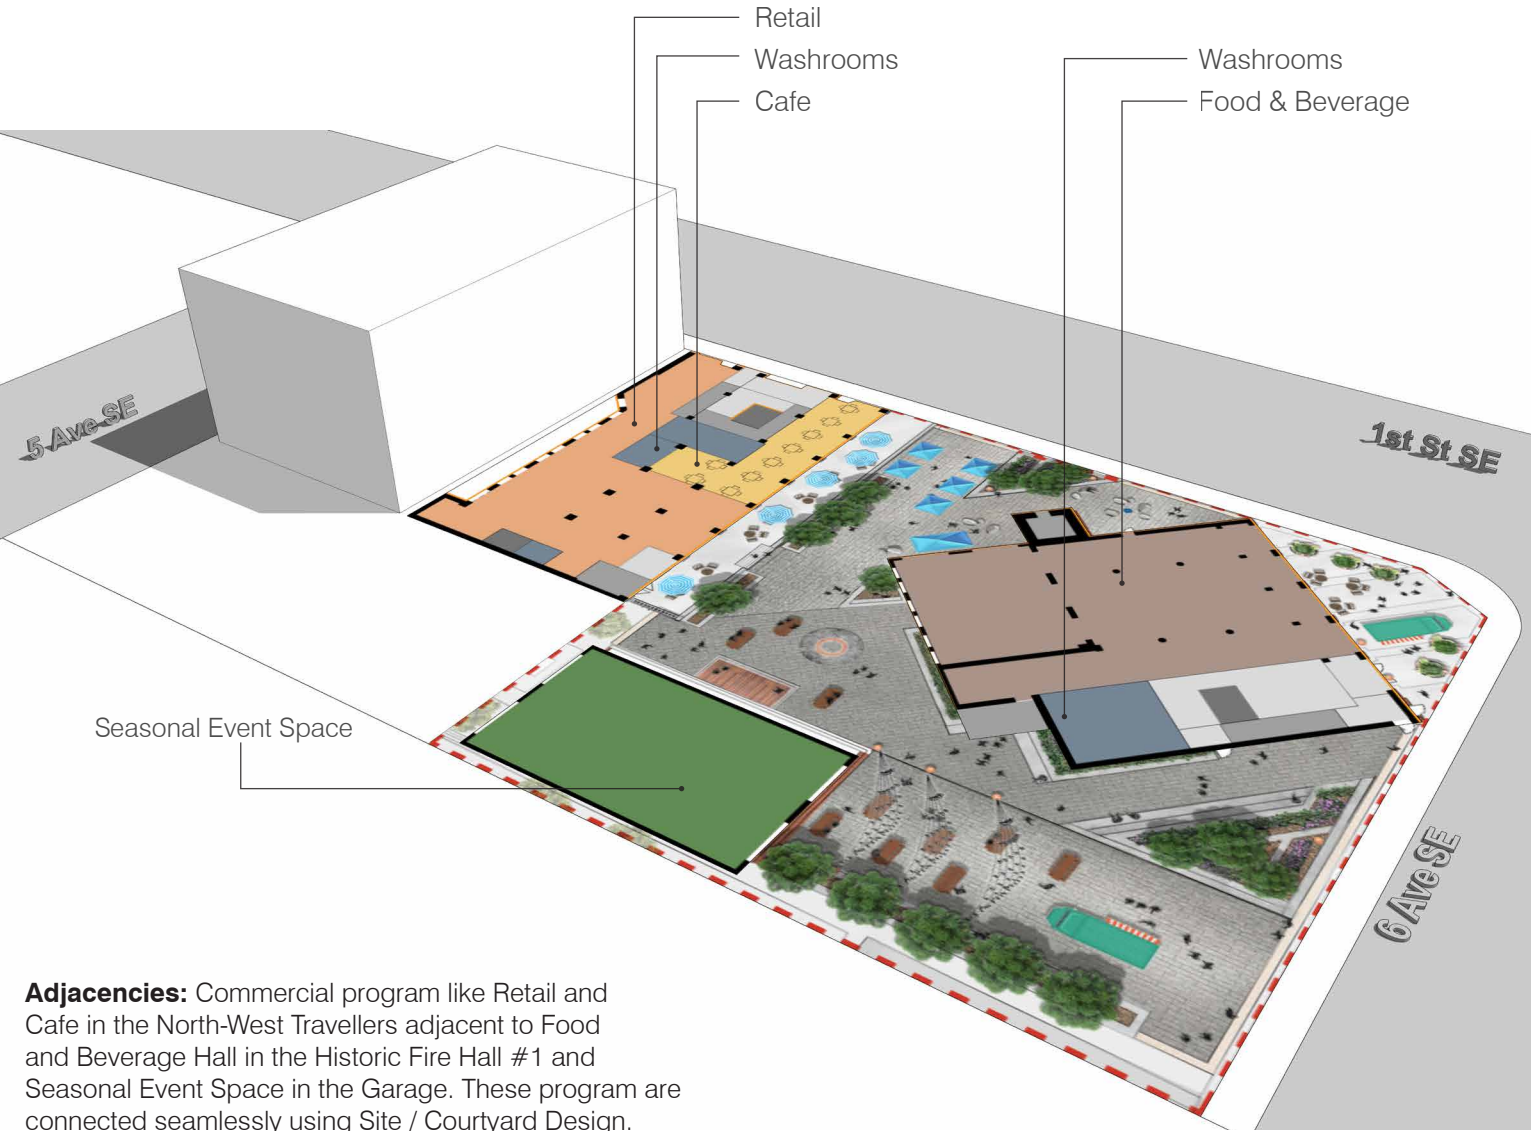 Retail
Washrooms
Cafe
Washrooms
Food & Beverage
5 Ave SE
1st St SE
Seasonal Event Space
6 Ave SE
Adjacencies: Commercial program like Retail and
Cafe in the North-West Travellers adjacent to Food
and Beverage Hall in the Historic Fire Hall #1 and
Seasonal Event Space in the Garage. These program are
connected seamlessly using Site / Courtyard Design.